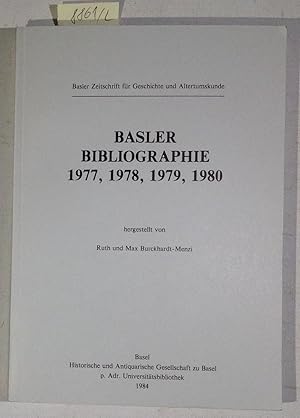 8861/L
Basler Zeitschrift für Geschichte und Altertumskunde
BASLER
BIBLIOGRAPHIE
1977, 1978, 1979, 1980
hergestellt von
Ruth und Max Burckhardt-Menzi
Basel
Historische und Antiquarische Gesellschaft zu Basel
p. Adr. Universitätsbibliothek
1984